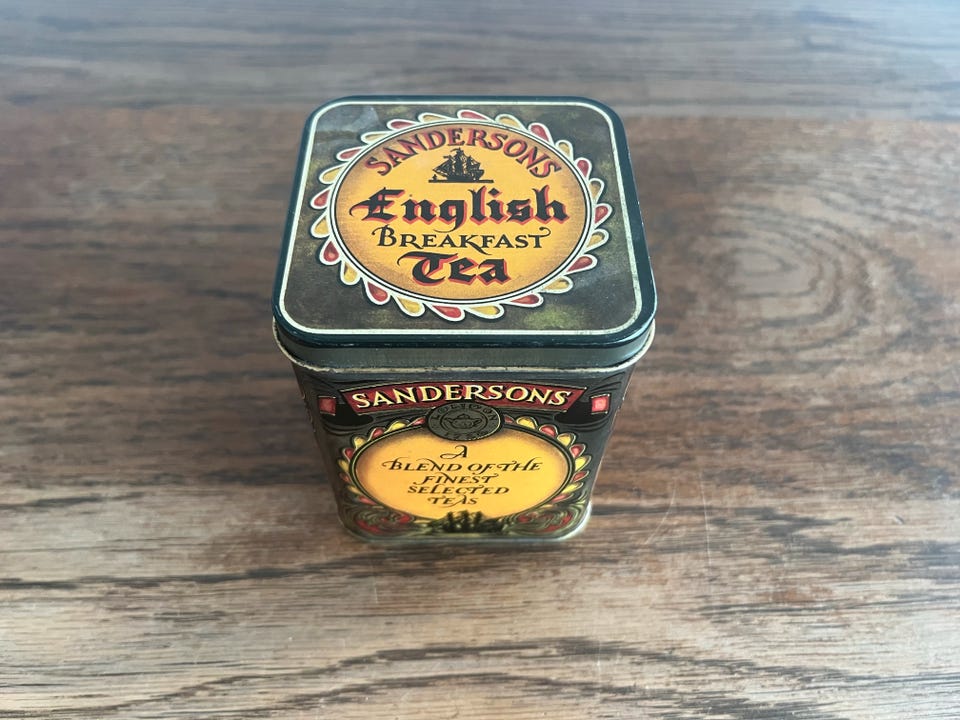 SANDERSONS
English
BREAKFAST
Tea
SANDERSONS
A
BLEND OF THE
FINEST
SELECTED
TEAS